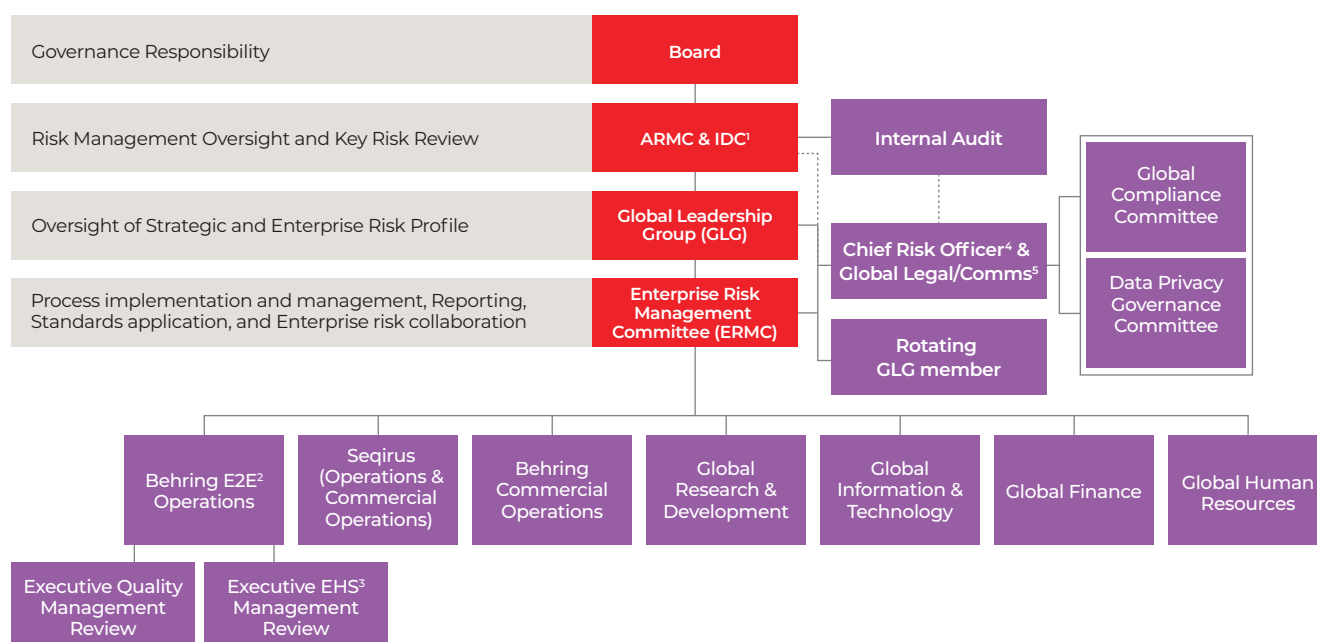 Governance Responsibility
Board
Risk Management Oversight and Key Risk Review
ARMC & IDC¹
Internal Audit
Global
Compliance
Committee
Oversight of Strategic and Enterprise Risk Profile
Global Leadership
Group (GLG)
Chief Risk Officer⁴ &
Global Legal/Comms⁵
Data Privacy
Governance
Committee
Process implementation and management, Reporting,
Standards application, and Enterprise risk collaboration
Enterprise Risk
Management
Committee (ERMC)
Rotating
GLG member
Behring E2E²
Operations
Seqirus
(Operations &
Commercial
Operations)
Behring
Commercial
Operations
Global
Research &
Development
Global
Information &
Technology
Global Finance
Global Human
Resources
Executive Quality
Management
Review
Executive EHS³
Management
Review